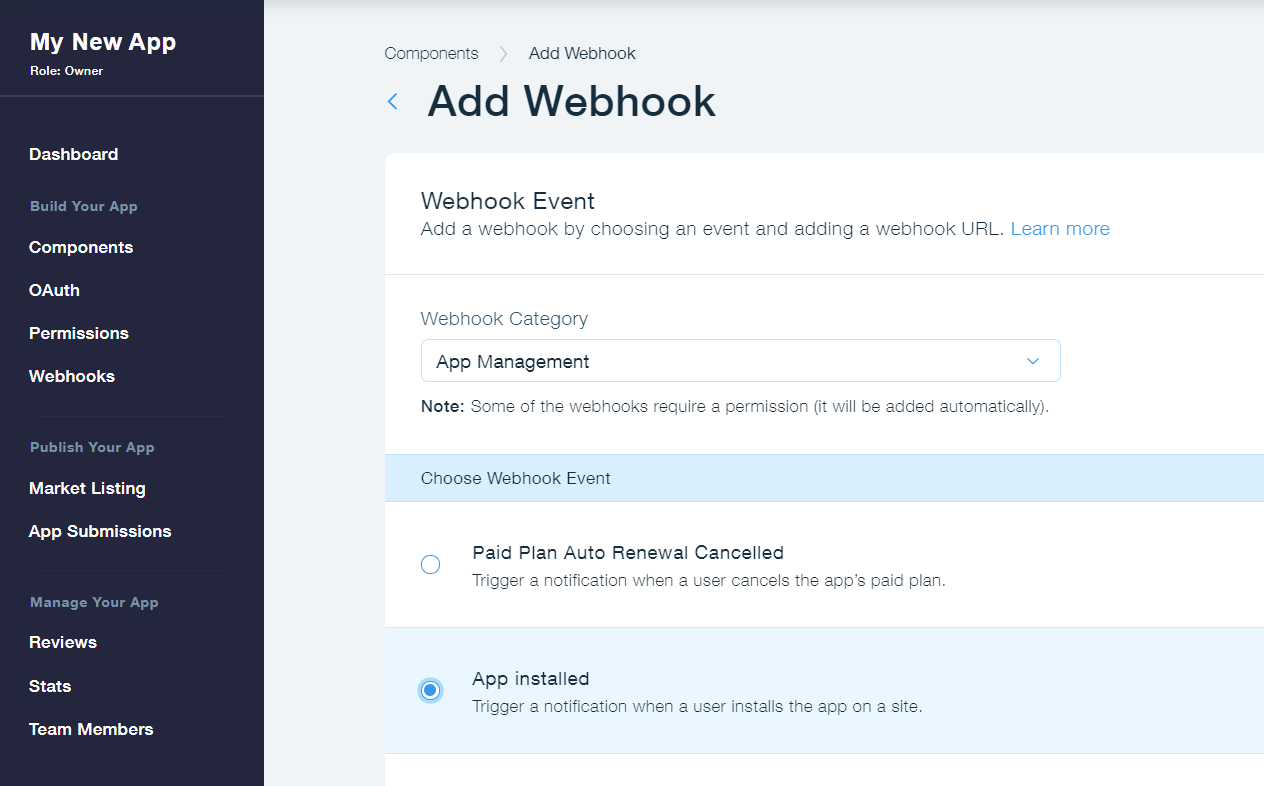 My New App
Role: Owner
Dashboard
Build Your App
Components
OAuth
Permissions
Webhooks
Publish Your App
Market Listing
App Submissions
Manage Your App
Reviews
Stats
Team Members
Components
Add Webhook
Add Webhook
Webhook Event
Add a webhook by choosing an event and adding a webhook URL. Learn more
Webhook Category
App Management
Note: Some of the webhooks require a permission (it will be added automatically).
Choose Webhook Event
Paid Plan Auto Renewal Cancelled
Trigger a notification when a user cancels the app’s paid plan.
App installed
Trigger a notification when a user installs the app on a site.